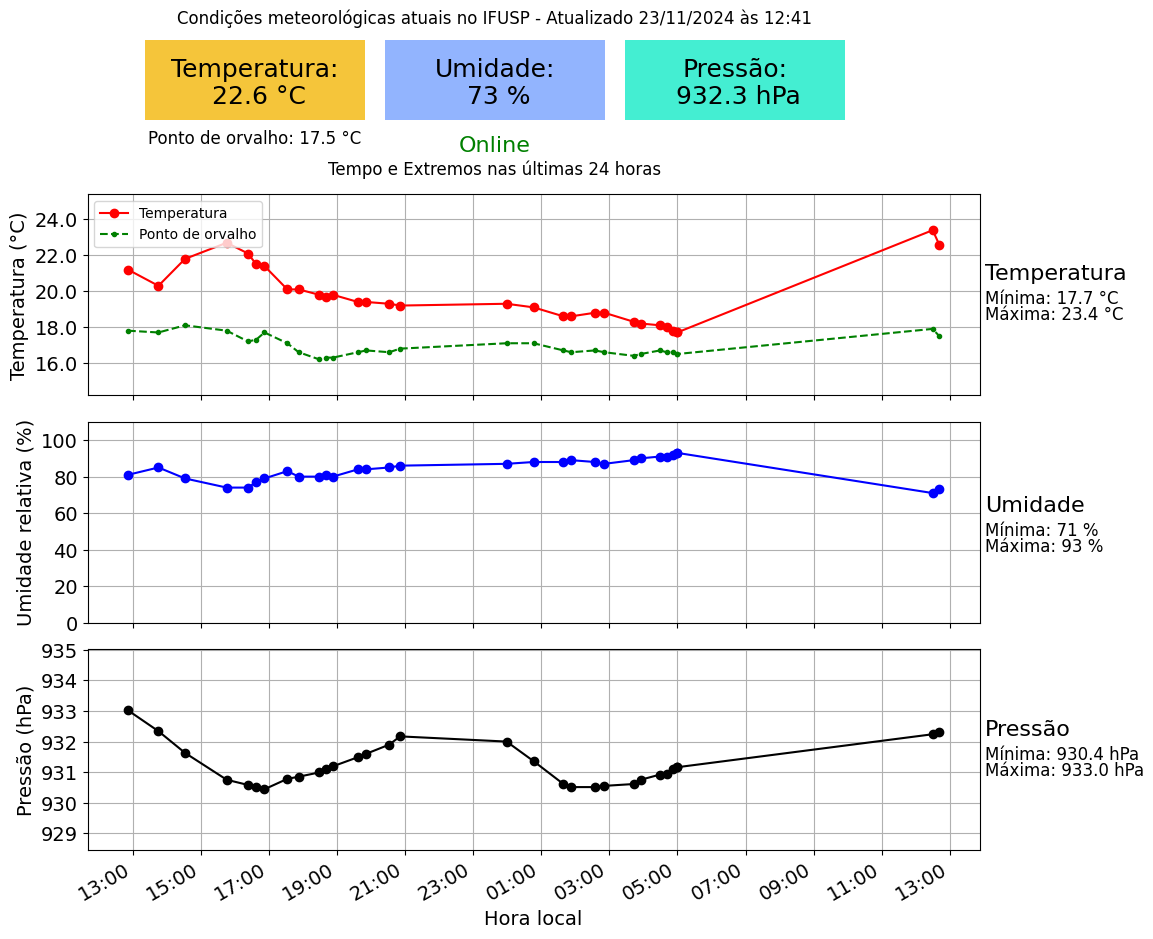 Condições meteorológicas atuais no IFUSP - Atualizado 23/11/2024 às 12:41
Temperatura:
22.6 °C
Umidade:
73 %
Pressão:
932.3 hPa
Ponto de orvalho: 17.5 °C
Online
Tempo e Extremos nas últimas 24 horas
Temperatura (°C)
24.0
22.0
20.0
18.0
16.0
Temperatura
Ponto de orvalho
Temperatura
Mínima: 17.7 °C
Máxima: 23.4 °C
Umidade relativa (%)
100
80
60
40
20
0
Umidade
Mínima: 71 %
Máxima: 93 %
Pressão (hPa)
935
934
933
932
931
930
929
Pressão
Mínima: 930.4 hPa
Máxima: 933.0 hPa
13:00 15:00 17:00 19:00 21:00 23:00 01:00 03:00 05:00 07:00 09:00 11:00 13:00
Hora local